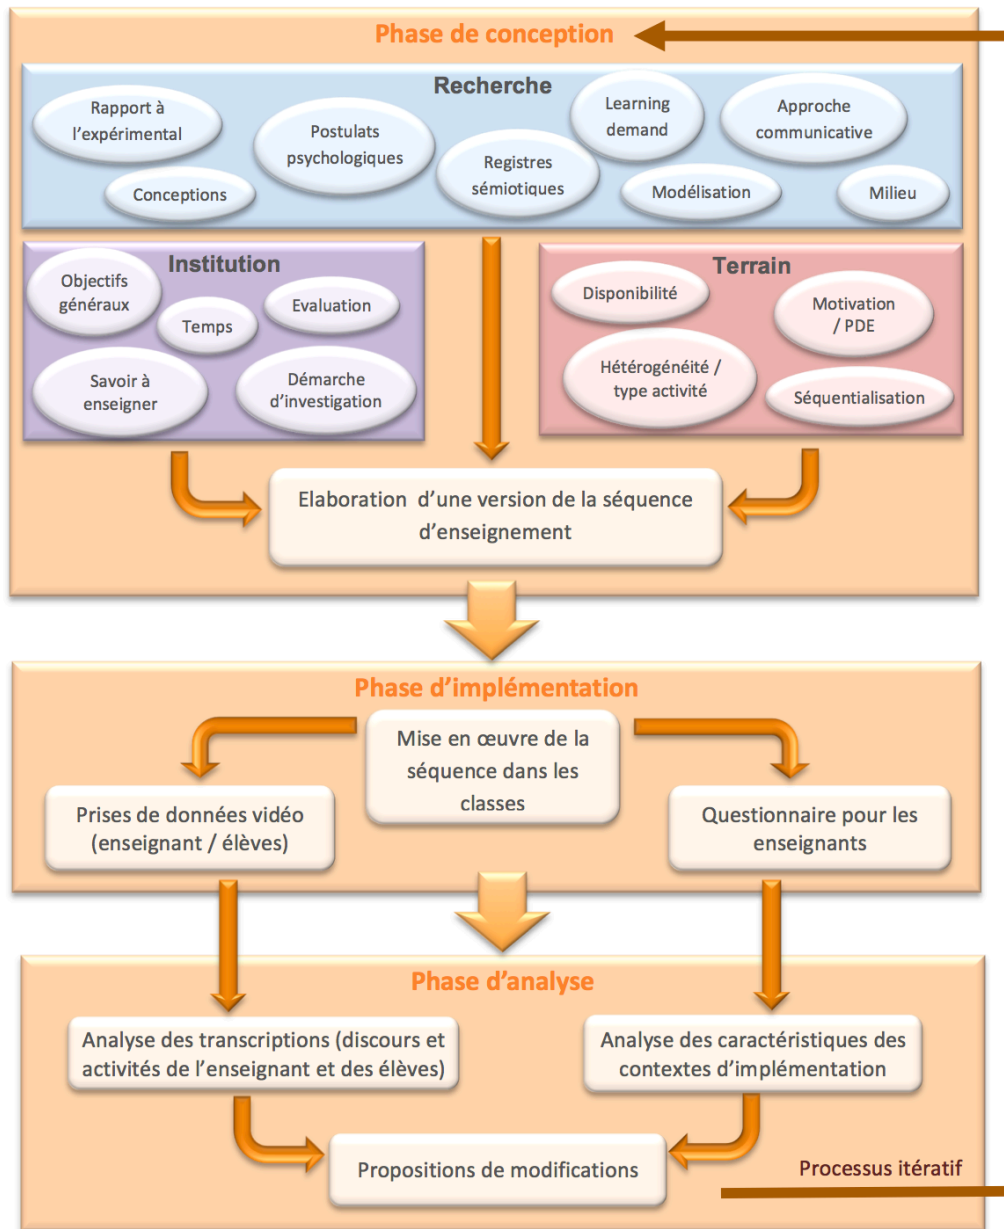 Phase de conception
Recherche
Rapport à
l'expérimental
Postulats
psychologiques
Learning
demand
Approche
communicative
Conceptions
Registres
sémiotiques
Modélisation
Milieu
Institution
Objectifs
généraux
Temps
Evaluation
Savoir à
enseigner
Démarche
d'investigation
Terrain
Disponibilité
Motivation
/ PDE
Hétérogénéité /
type activité
Séquentialisation
Elaboration d'une version de la séquence
d'enseignement
Phase d'implémentation
Mise en œuvre de la
séquence dans les
classes
Prises de données vidéo
(enseignant / élèves)
Questionnaire pour les
enseignants
Phase d'analyse
Analyse des transcriptions (discours et
activités de l'enseignant et des élèves)
Analyse des caractéristiques des
contextes d'implémentation
Propositions de modifications
Processus itératif